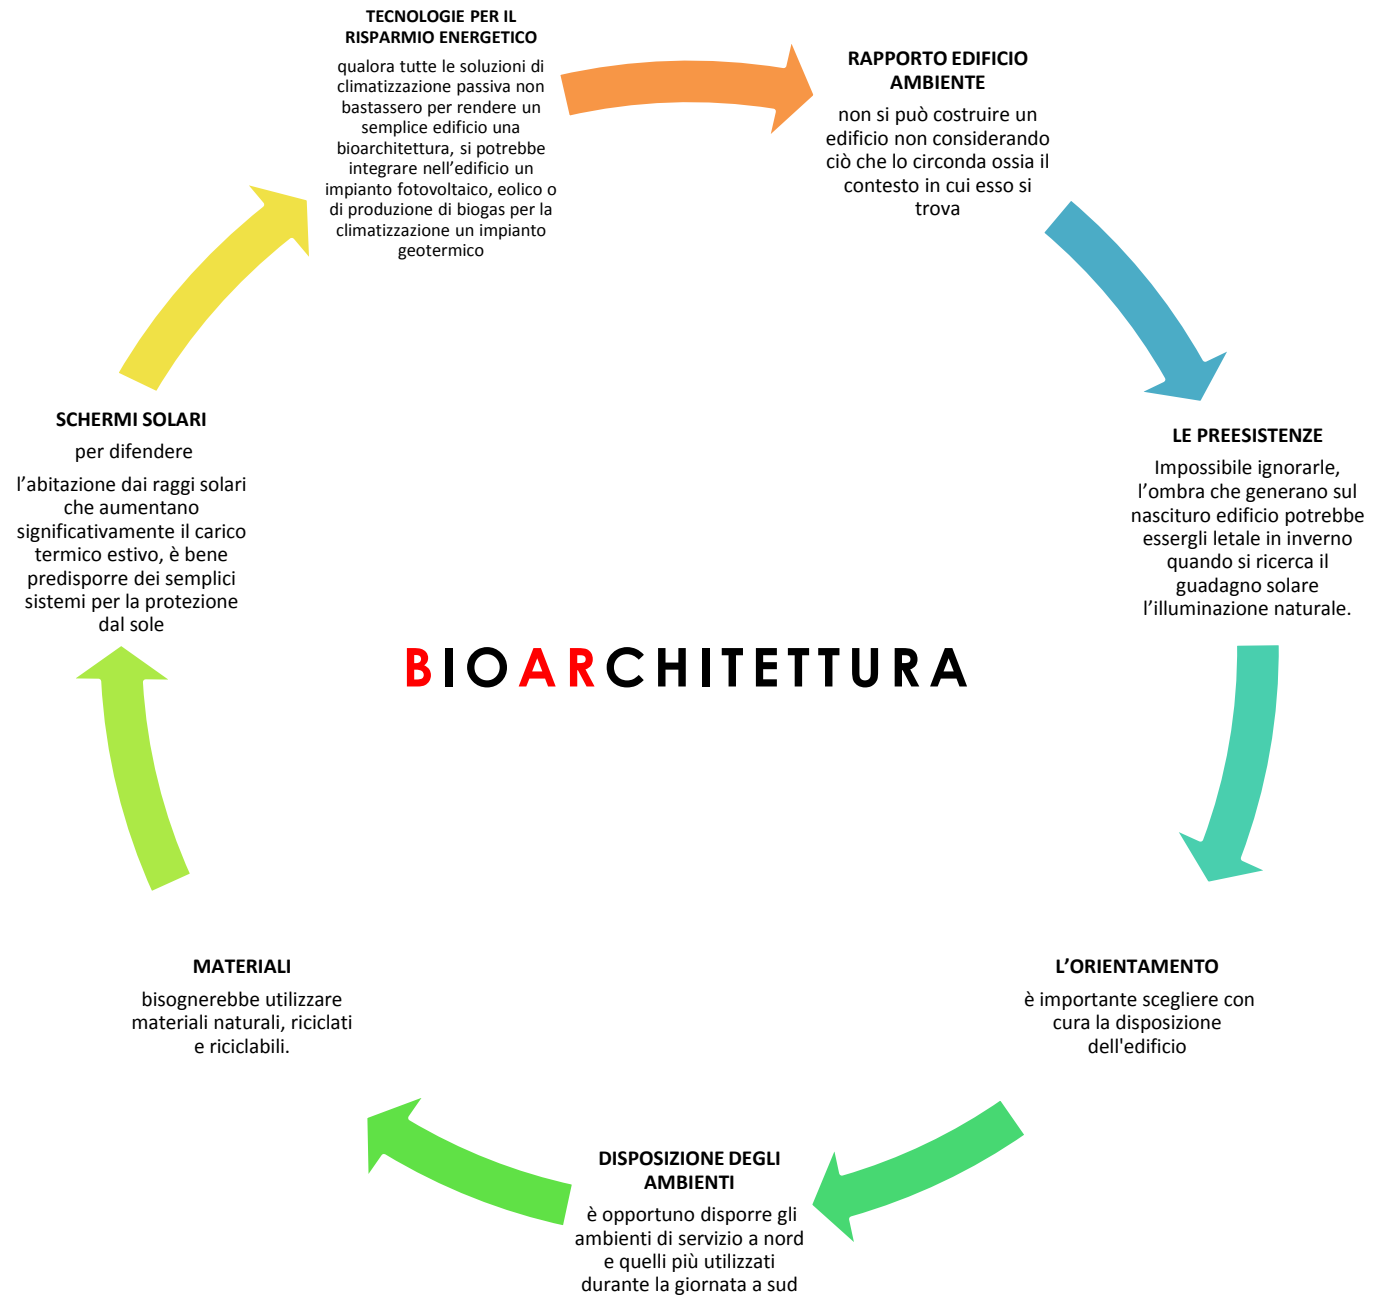 TECNOLOGIE PER IL
RISPARMIO ENERGETICO
qualora tutte le soluzioni di
climatizzazione passiva non
bastassero per rendere un
semplice edificio una
bioarchittetura, si potrebbe
integrare nell'edificio un
impianto fotovoltaico, eolico o
di produzione di biogas per la
climatizzazione un impianto
geotermico
RAPPORTO EDIFICIO
AMBIENTE
non si può costruire un
edificio non considerando
ciò che lo circonda ossia il
contesto in cui esso si
trova
LE PREESISTENZE
Impossibile ignorarle,
l'ombra che generano sul
nascituro edificio potrebbe
essergli letale in inverno
quando si ricerca il
guadagno solare
l'illuminazione naturale.
L'ORIENTAMENTO
è importante scegliere con
cura la disposizione
dell'edificio
DISPOSIZIONE DEGLI
AMBIENTI
è opportuno disporre gli
ambienti di servizio a nord
e quelli più utilizzati
durante la giornata a sud
MATERIALI
bisognerebbe utilizzare
materiali naturali, riciclati
e riciclabili.
SCHERMI SOLARI
per difendere
l'abitazione dai raggi solari
che aumentano
significativamente il carico
termico estivo, è bene
predisporre dei semplici
sistemi per la protezione
dal sole
BIOARCHITETTURA